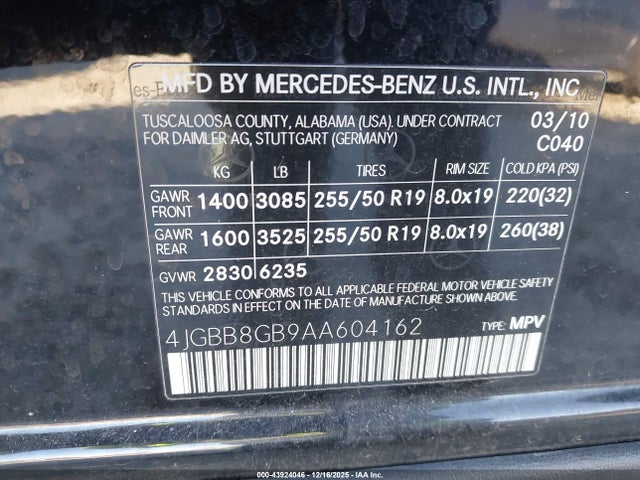 MFD BY MERCEDES-BENZ U.S. INTL., INC
TUSCALOOSA COUNTY, ALABAMA (USA). UNDER CONTRACT 03/10
FOR DAIMLER AG, STUTTGART (GERMANY) C040
KG LB TIRES RIM SIZE COLD KPA (PSI)
GAWR FRONT 1400 3085 255/50 R19 8.0x19 220(32)
GAWR REAR 1600 3525 255/50 R19 8.0x19 260(38)
GVWR 2830 6235
THIS VEHICLE CONFORMS TO ALL APPLICABLE FEDERAL MOTOR VEHICLE SAFETY
STANDARDS IN EFFECT ON THE DATE OF MANUFACTURE SHOWN ABOVE.
4JGBB8GB9AA604162 TYPE: MPV
000-43924046 - 12/16/2025 - IAA Inc.